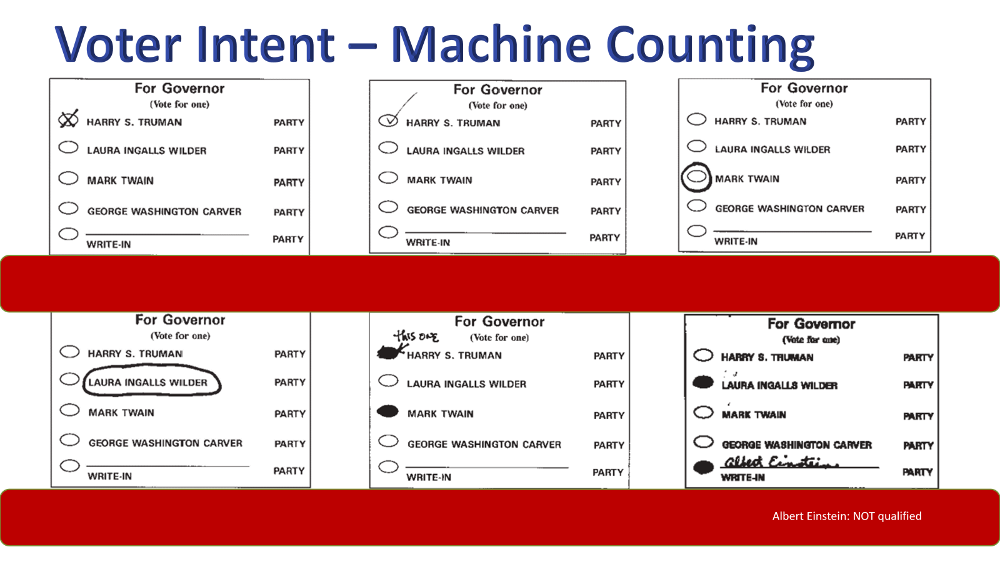 Voter Intent – Machine Counting
For Governor
(Vote for one)
HARRY S. TRUMAN PARTY
LAURA INGALLS WILDER PARTY
MARK TWAIN PARTY
GEORGE WASHINGTON CARVER PARTY
PARTY
WRITE-IN
For Governor
(Vote for one)
HARRY S. TRUMAN PARTY
LAURA INGALLS WILDER PARTY
MARK TWAIN PARTY
GEORGE WASHINGTON CARVER PARTY
PARTY
WRITE-IN
For Governor
(Vote for one)
HARRY S. TRUMAN PARTY
LAURA INGALLS WILDER PARTY
MARK TWAIN PARTY
GEORGE WASHINGTON CARVER PARTY
PARTY
WRITE-IN
For Governor
(Vote for one)
HARRY S. TRUMAN PARTY
LAURA INGALLS WILDER PARTY
MARK TWAIN PARTY
GEORGE WASHINGTON CARVER PARTY
PARTY
WRITE-IN
For Governor
this one (Vote for one)
HARRY S. TRUMAN PARTY
LAURA INGALLS WILDER PARTY
MARK TWAIN PARTY
GEORGE WASHINGTON CARVER PARTY
PARTY
WRITE-IN
For Governor
(Vote for one)
HARRY S. TRUMAN PARTY
LAURA INGALLS WILDER PARTY
MARK TWAIN PARTY
GEORGE WASHINGTON CARVER PARTY
Albert Einstein PARTY
WRITE-IN
Albert Einstein: NOT qualified